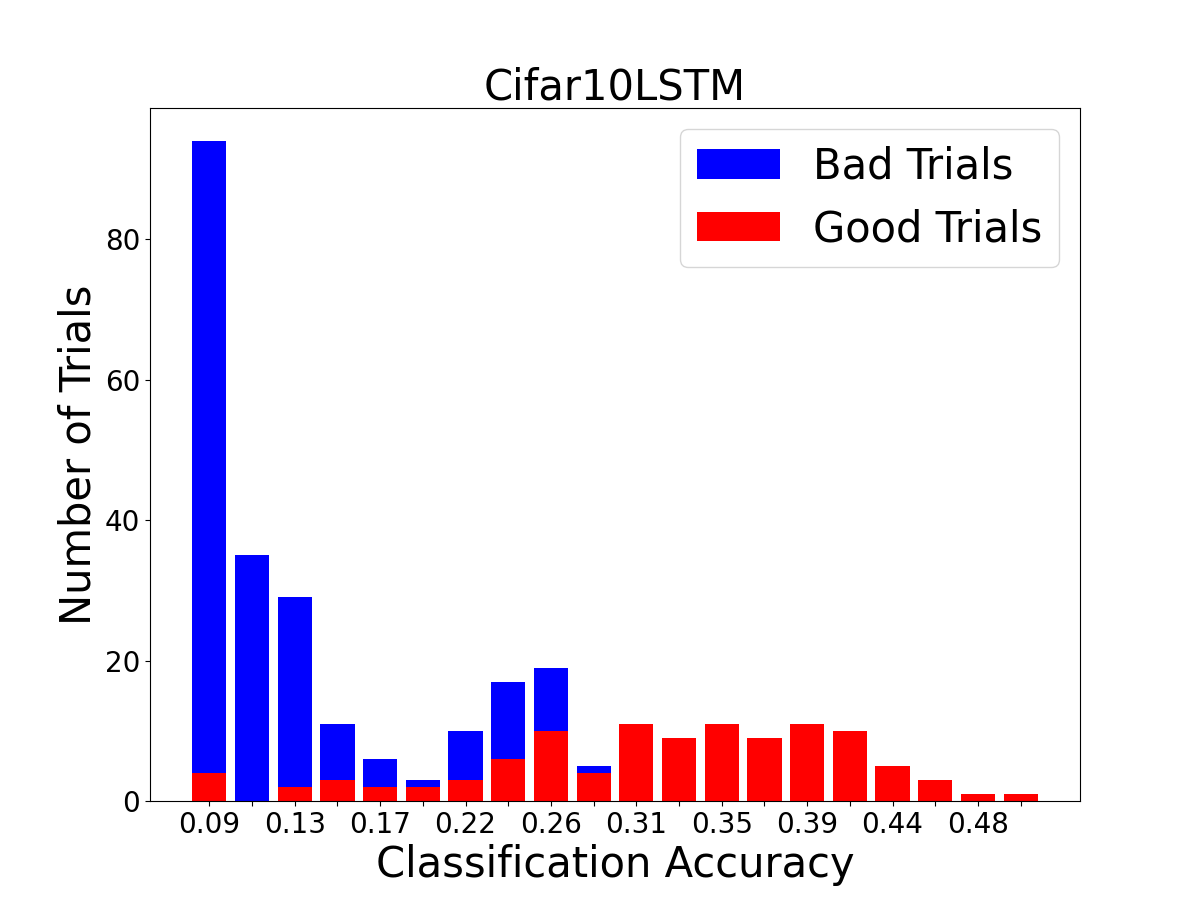 Cifar10LSTM
Bad Trials
Good Trials
Number of Trials
80
60
40
20
0
0.09 0.13 0.17 0.22 0.26 0.31 0.35 0.39 0.44 0.48
Classification Accuracy